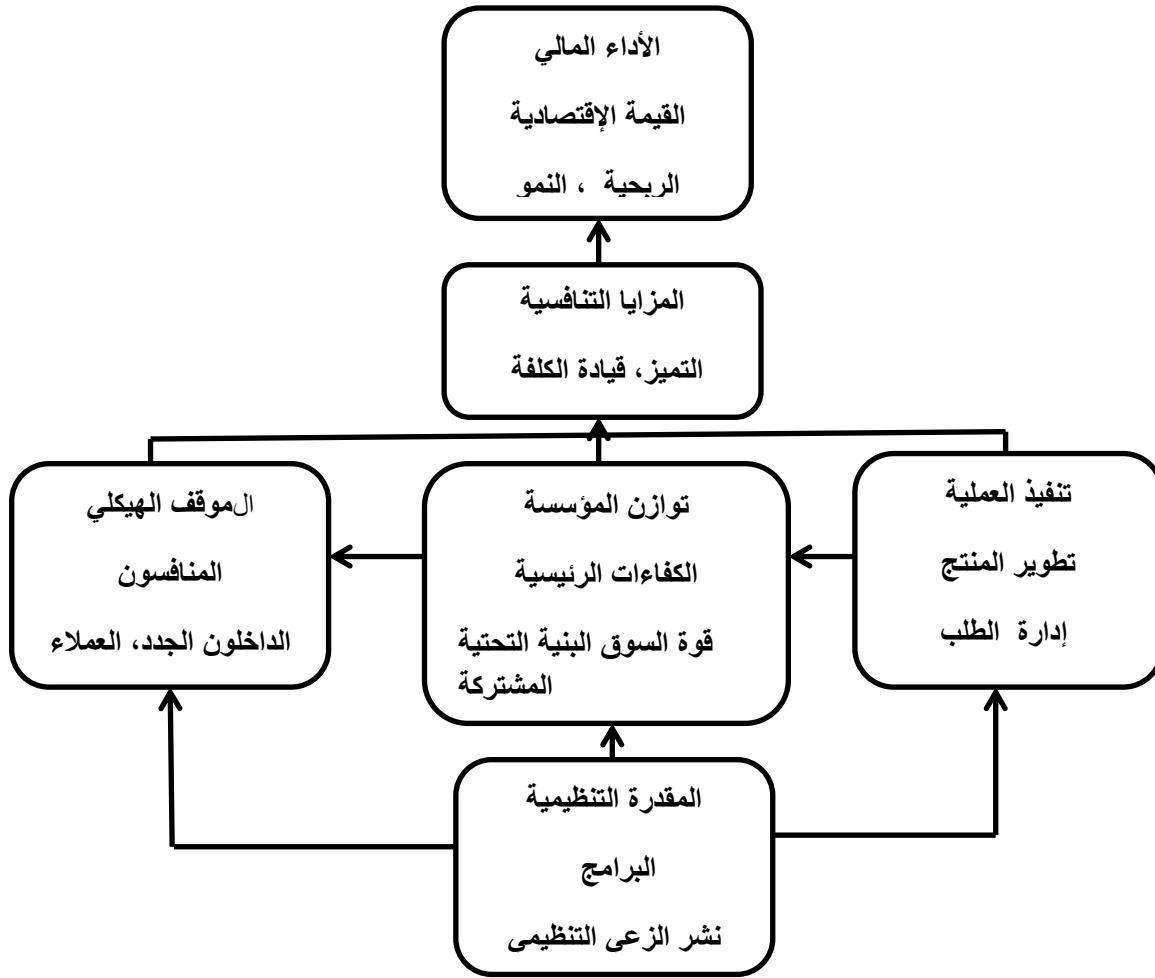 الأداء المالي
القيمة الإقتصادية
الربحية ، النمو
المزايا التنافسية
التميز، قيادة الكلفة
تنفيذ العملية
تطوير المنتج
إدارة الطلب
توازن المؤسسة
الكفاءات الرئيسية
قوة السوق البنية التحتية
المشتركة
الموقف الهيكلي
المنافسون
الداخلون الجدد، العملاء
المقدرة التنظيمية
البرامج
نشر الزعى التنظيمى